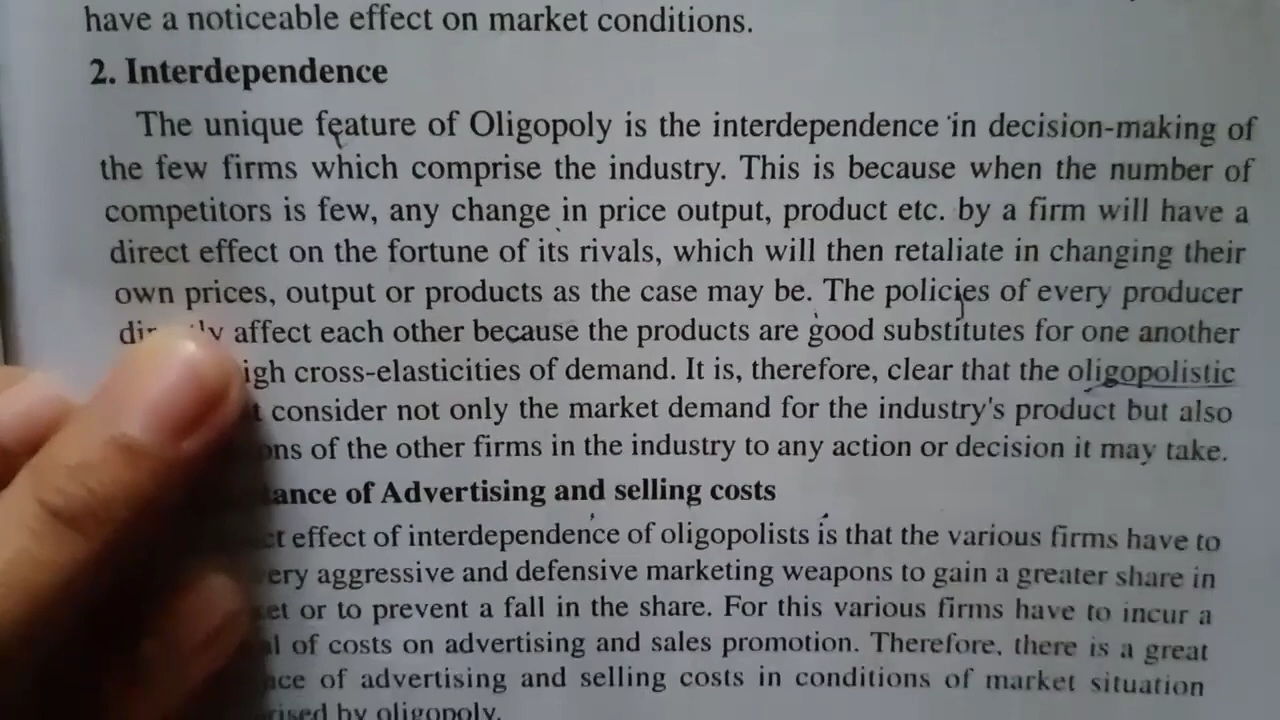 have a noticeable effect on market conditions.
2. Interdependence
The unique feature of Oligopoly is the interdependence in decision-making of
the few firms which comprise the industry. This is because when the number of
competitors is few, any change in price output, product etc. by a firm will have a
direct effect on the fortune of its rivals, which will then retaliate in changing their
own prices, output or products as the case may be. The policies of every producer
affect each other because the products are good substitutes for one another
cross-elasticities of demand. It is, therefore, clear that the oligopolistic
consider not only the market demand for the industry's product but also
of the other firms in the industry to any action or decision it may take.
of Advertising and selling costs
effect of interdependence of oligopolists is that the various firms have to
aggressive and defensive marketing weapons to gain a greater share in
or to prevent a fall in the share. For this various firms have to incur a
of costs on advertising and sales promotion. Therefore, there is a great
of advertising and selling costs in conditions of market situation
by oligopoly.